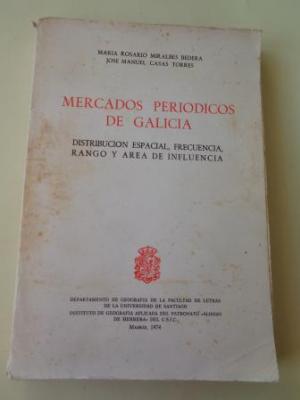 MARIA ROSARIO MIRALBES BEDERA
JOSE MANUEL CASAS TORRES
MERCADOS PERIODICOS
DE GALICIA
DISTRIBUCION ESPACIAL, FRECUENCIA,
RANGO Y AREA DE INFLUENCIA
DEPARTAMENTO DE GEOGRAFIA DE LA FACULTAD DE LETRAS
DE LA UNIVERSIDAD DE SANTIAGO
INSTITUTO DE GEOGRAFIA APLICADA DEL PATRONATO «ALONSO
DE HERRERA» DEL C.S.I.C.
MADRID, 1974